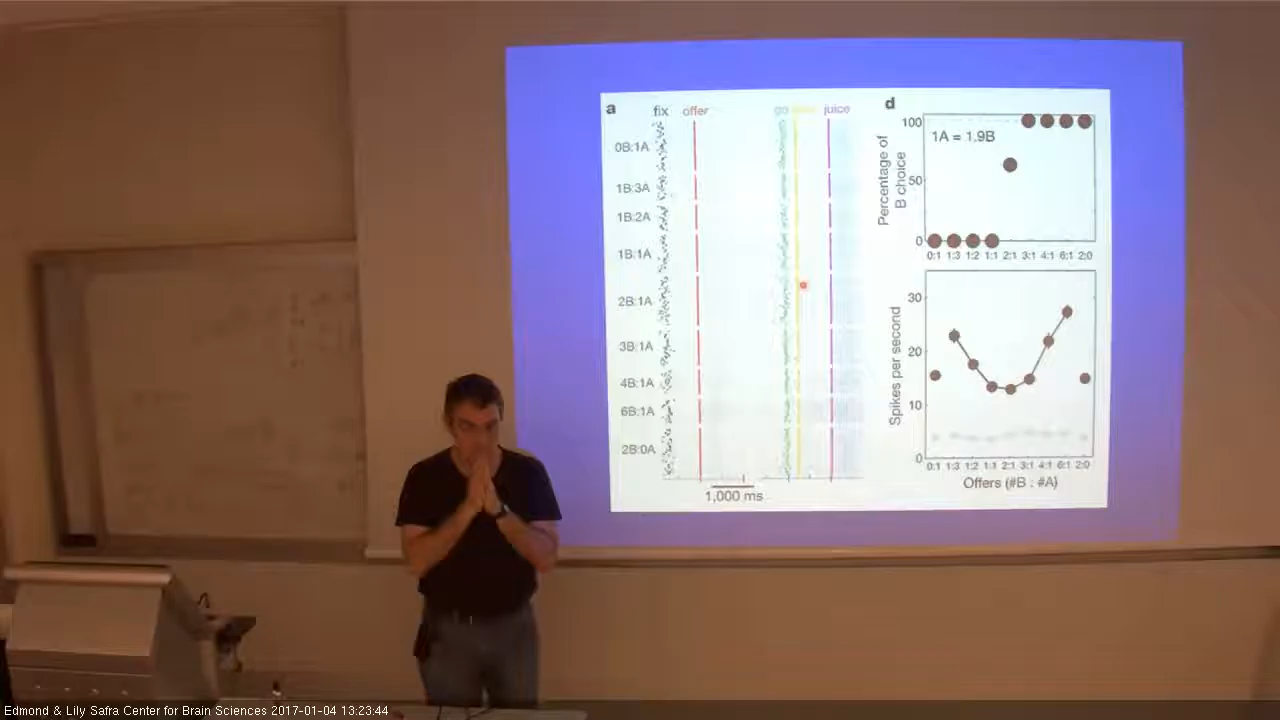 a
fix offer go juice
0B:1A
1B:3A
1B:2A
1B:1A
2B:1A
3B:1A
4B:1A
6B:1A
2B:0A
1,000 ms
d
Percentage of
B choice
100
50
0
1A = 1.9B
0:1 1:3 1:2 1:1 2:1 3:1 4:1 6:1 2:0
Spikes per second
30
20
10
0
0:1 1:3 1:2 1:1 2:1 3:1 4:1 6:1 2:0
Offers (#B : #A)
Edmond & Lily Safra Center for Brain Sciences 2017-01-04 13:23:44